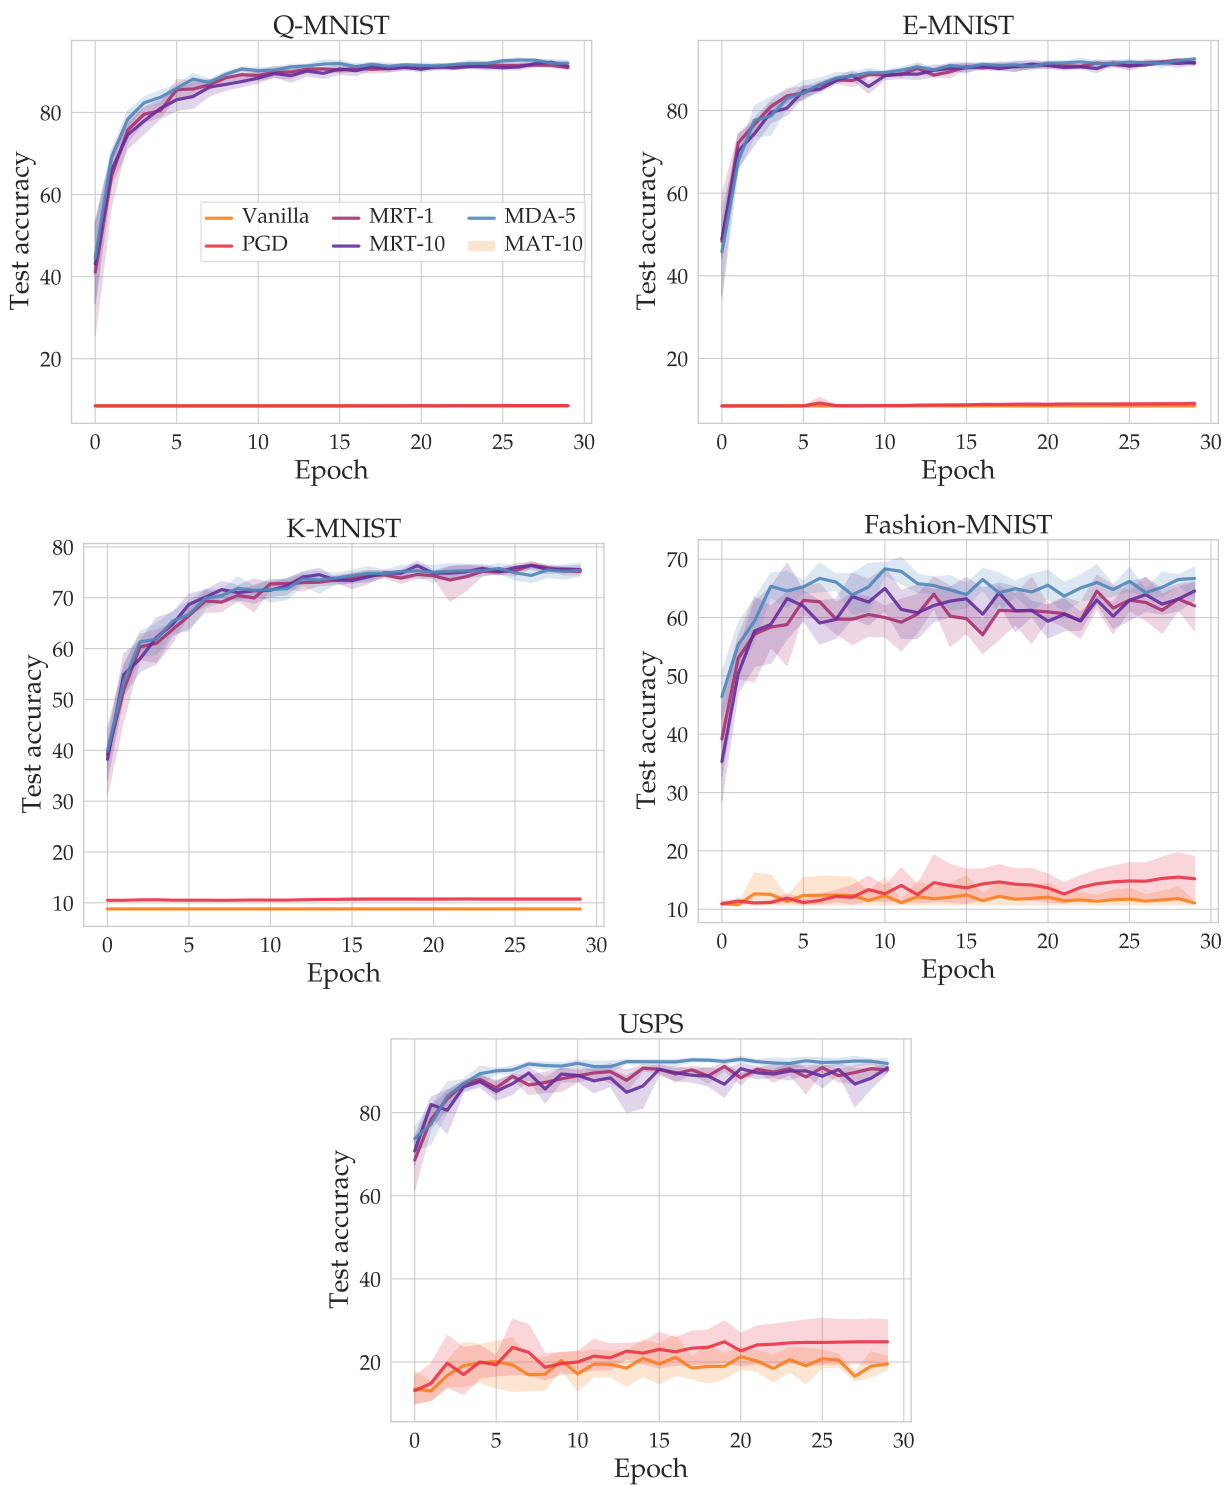 Q-MNIST
Test accuracy
80
60
40
20
Vanilla MRT-1 MDA-5
PGD MRT-10 MAT-10
0 5 10 15 20 25 30
Epoch
E-MNIST
Test accuracy
80
60
40
20
0 5 10 15 20 25 30
Epoch
K-MNIST
Test accuracy
80
70
60
50
40
30
20
10
0 5 10 15 20 25 30
Epoch
Fashion-MNIST
Test accuracy
70
60
50
40
30
20
10
0 5 10 15 20 25 30
Epoch
USPS
Test accuracy
80
60
40
20
0 5 10 15 20 25 30
Epoch